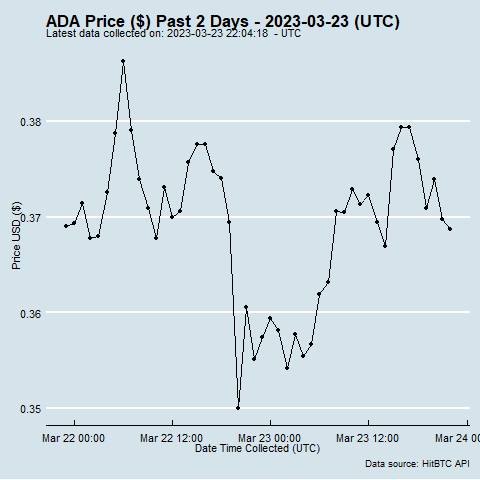 ADA Price ($) Past 2 Days - 2023-03-23 (UTC)
Latest data collected on: 2023-03-23 22:04:18 - UTC
0.38
0.37
0.36
0.35
Price USD ($)
Mar 22 00:00 Mar 22 12:00 Mar 23 00:00 Mar 23 12:00 Mar 24 00
Date Time Collected (UTC)
Data source: HitBTC API